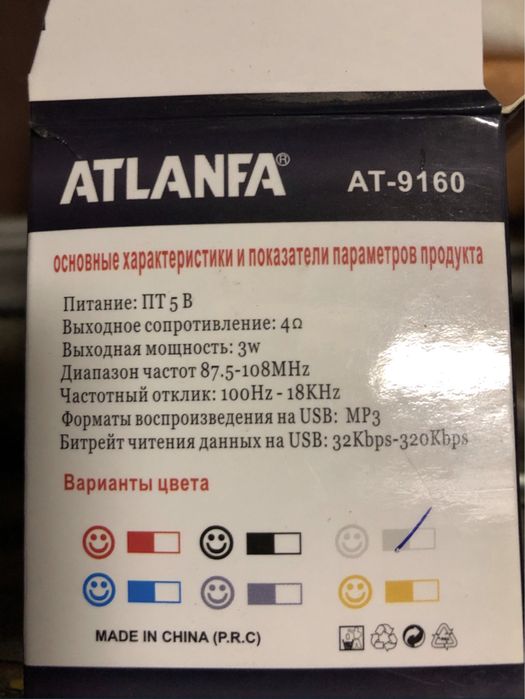 ATLANFA® AT-9160
основные характеристики и показатели параметров продукта
Питание: ПТ 5 В
Выходное сопротивление: 4Ω
Выходная мощность: 3w
Диапазон частот 87.5-108MHz
Частотный отклик: 100Hz - 18KHz
Форматы воспроизведения на USB: MP3
Битрейт читения данных на USB: 32Kbps-320Kbps
Варианты цвета
MADE IN CHINA (P.R.C)